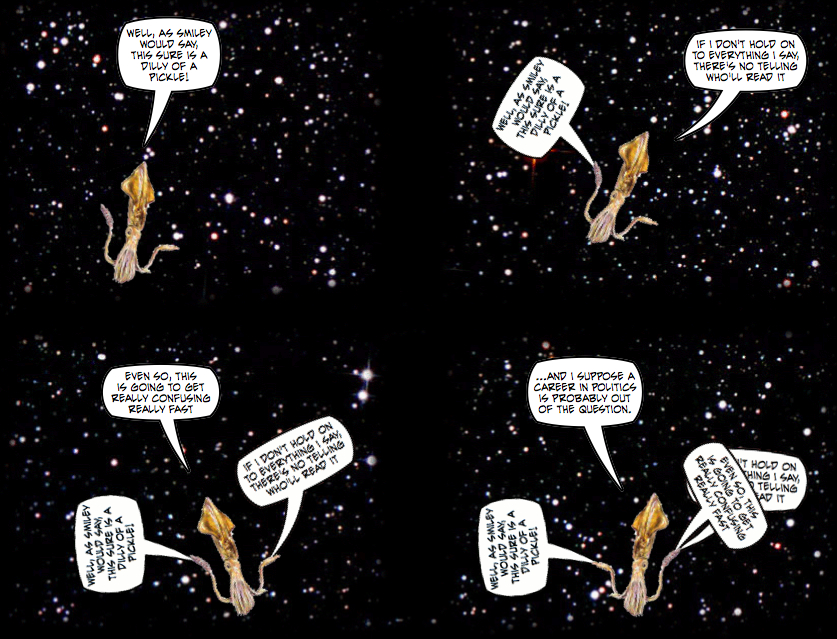 WELL, AS SMILEY
WOULD SAY,
THIS SURE IS A
DILLY OF A
PICKLE!
WELL, AS SMILEY
WOULD SAY,
THIS SURE IS A
DILLY OF A
PICKLE!
IF I DON'T HOLD ON
TO EVERYTHING I SAY,
THERE'S NO TELLING
WHO'LL READ IT
EVEN SO, THIS
IS GOING TO GET
REALLY CONFUSING
REALLY FAST
WELL, AS SMILEY
WOULD SAY,
THIS SURE IS A
DILLY OF A
PICKLE!
IF I DON'T HOLD ON
TO EVERYTHING I SAY,
THERE'S NO TELLING
WHO'LL READ IT
...AND I SUPPOSE A
CAREER IN POLITICS
IS PROBABLY OUT
OF THE QUESTION.
WELL, AS SMILEY
WOULD SAY,
THIS SURE IS A
DILLY OF A
PICKLE!
EVEN SO, THIS
IS GOING TO GET
REALLY CONFUSING
REALLY FAST
HOLD ON
I SAY,
TELLING
IT